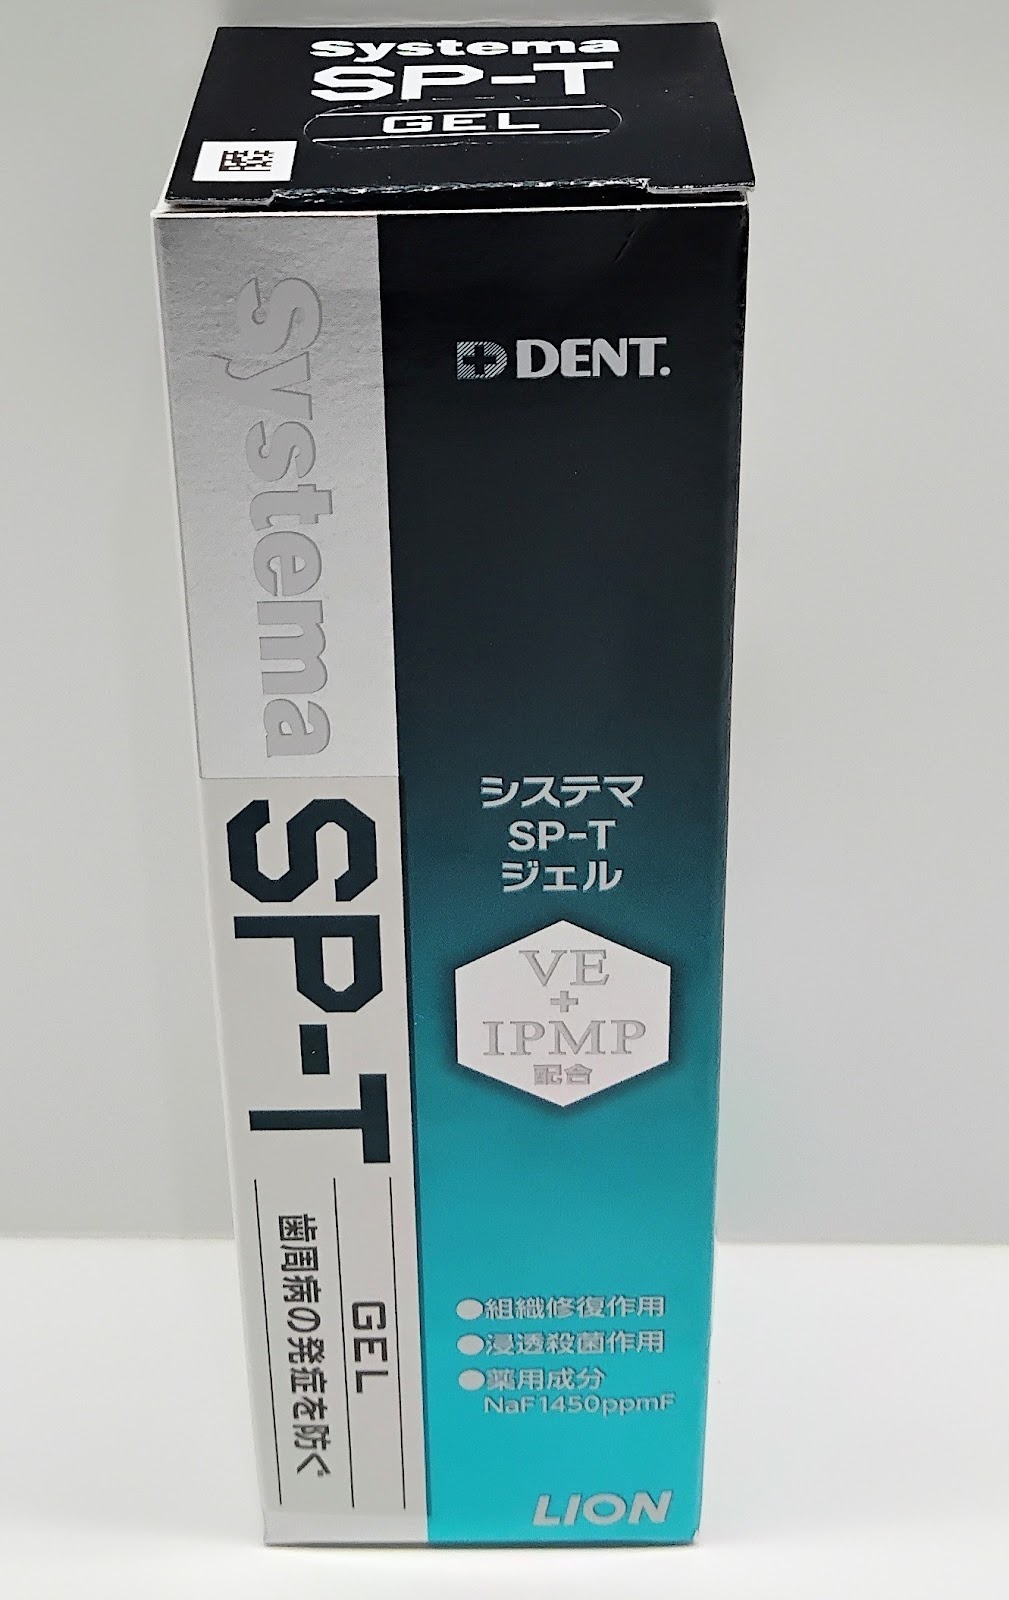 Systema
SP-T
GEL
Systema
SP-T
GEL
歯周病の発症を防ぐ
DENT.
システマ
SP-T
ジェル
VE
+
IPMP
配合
●組織修復作用
●浸透殺菌作用
●薬用成分
NaF1450ppmF
LION